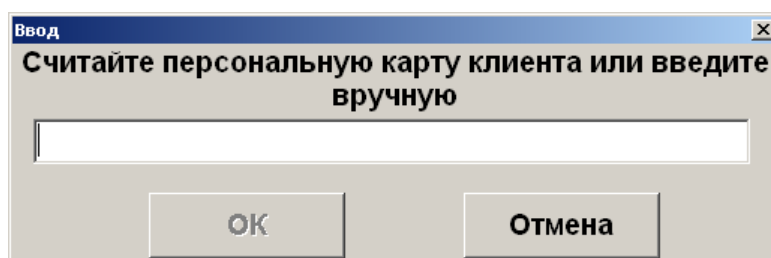 Ввод
Считайте персональную карту клиента или введите
вручную
ОК
Отмена